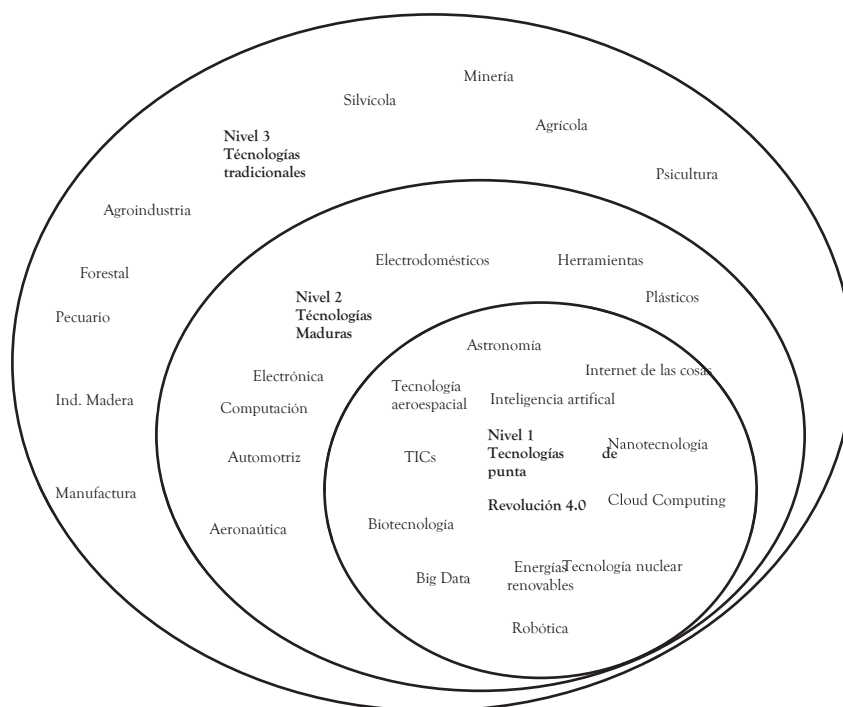 Minería
Silvícola
Agrícola
Nivel 3
Técnologías
tradicionales
Psicultura
Agroindustria
Forestal
Pecuario
Ind. Madera
Manufactura
Electrodomésticos
Herramientas
Nivel 2
Técnologías
Maduras
Plásticos
Electrónica
Computación
Automotriz
Aeronaútica
Astronomía
Internet de las cosas
Tecnología
aeroespacial
Inteligencia artifical
Nivel 1
Tecnologías de
punta
Revolución 4.0
Nanotecnología
TICs
Cloud Computing
Biotecnología
Big Data
Energías
renovables
Tecnología nuclear
Robótica